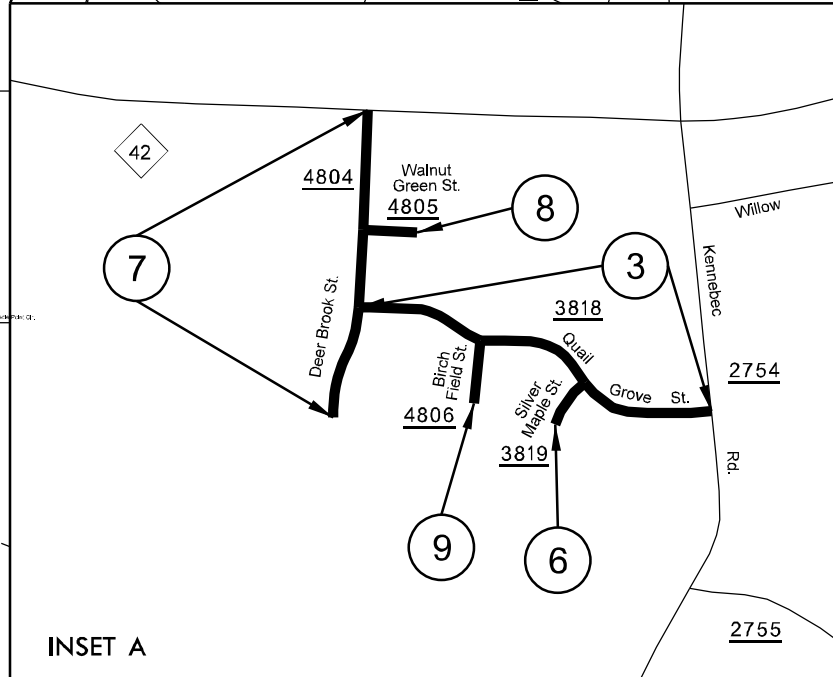 42
4804
Walnut
Green St.
4805
8
Willow
7
3
Kennebec
Deer Brook St.
3818
Quail
Birch
Field St.
2754
Silver
Maple St.
Grove St.
4806
3819
Rd.
9
6
INSET A
2755